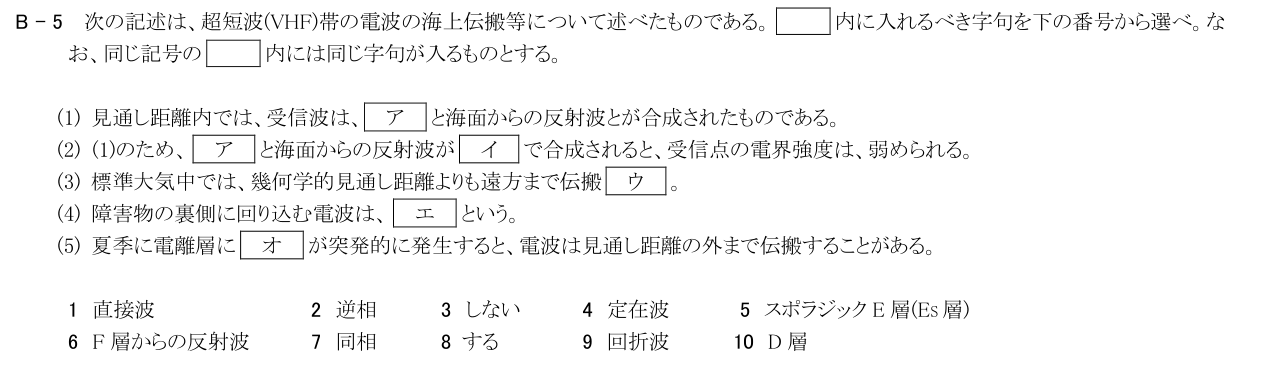 B－5 次の記述は、超短波(VHF)帯の電波の海上伝搬等について述べたものである。 内に入れるべき字句を下の番号から選べ。な
お、同じ記号の 内には同じ字句が入るものとする。
(1) 見通し距離内では、受信波は、 ア と海面からの反射波とが合成されたものである。
(2) (1)のため、 ア と海面からの反射波が イ で合成されると、受信点の電界強度は、弱められる。
(3) 標準大気中では、幾何学的見通し距離よりも遠方まで伝搬 ウ 。
(4) 障害物の裏側に回り込む電波は、 エ という。
(5) 夏季に電離層に オ が突発的に発生すると、電波は見通し距離の外まで伝搬することがある。
1 直接波 2 逆相 3 しない 4 定在波 5 スポラジック E 層(Es 層)
6 F 層からの反射波 7 同相 8 する 9 回折波 10 D 層